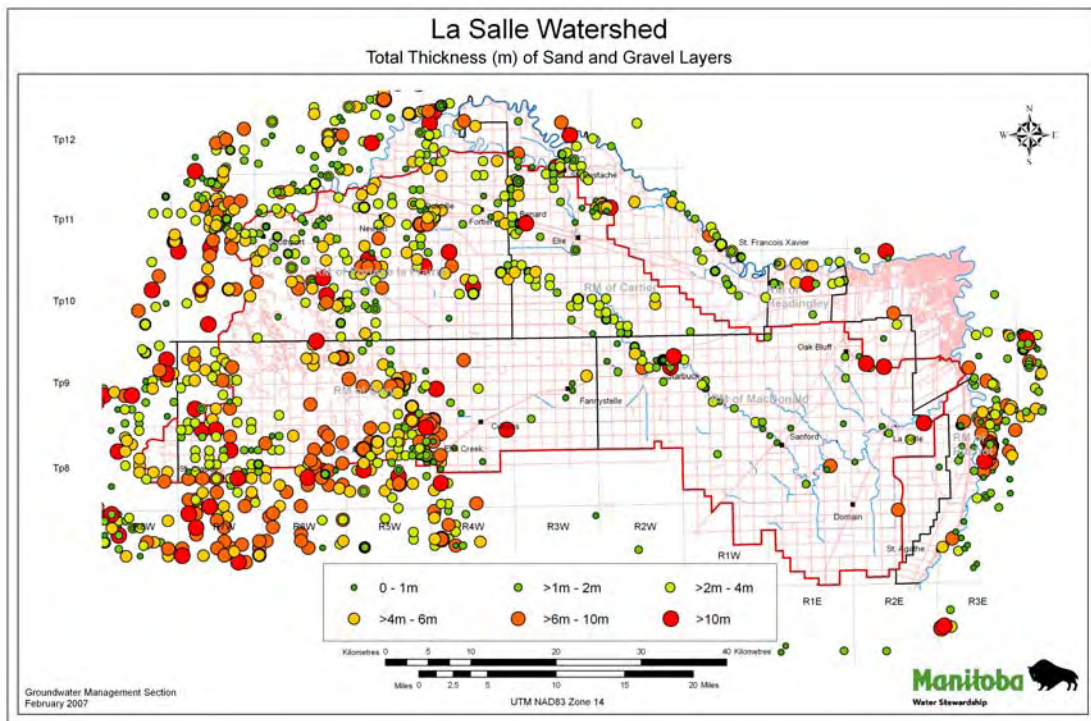 La Salle Watershed
Total Thickness (m) of Sand and Gravel Layers
N
W E
S
Tp12
Tp11
Tp10
Tp9
Tp8
Elie
St. Francois Xavier
RM of Cartier
Headingley
Oak Bluff
Fannystelle
RM of MacDonald
Sanford
La Salle
Elm Creek
Domain
St. Agathe
R7W
R6W
R5W
R4W
R3W
R2W
R1W
R1E
R2E
R3E
0 - 1m
>1m - 2m
>2m - 4m
>4m - 6m
>6m - 10m
>10m
Kilometres 0 5 10 20 30 40 Kilometres
Miles 0 2.5 5 10 15 20 Miles
UTM NAD83 Zone 14
Groundwater Management Section
February 2007
Manitoba
Water Stewardship